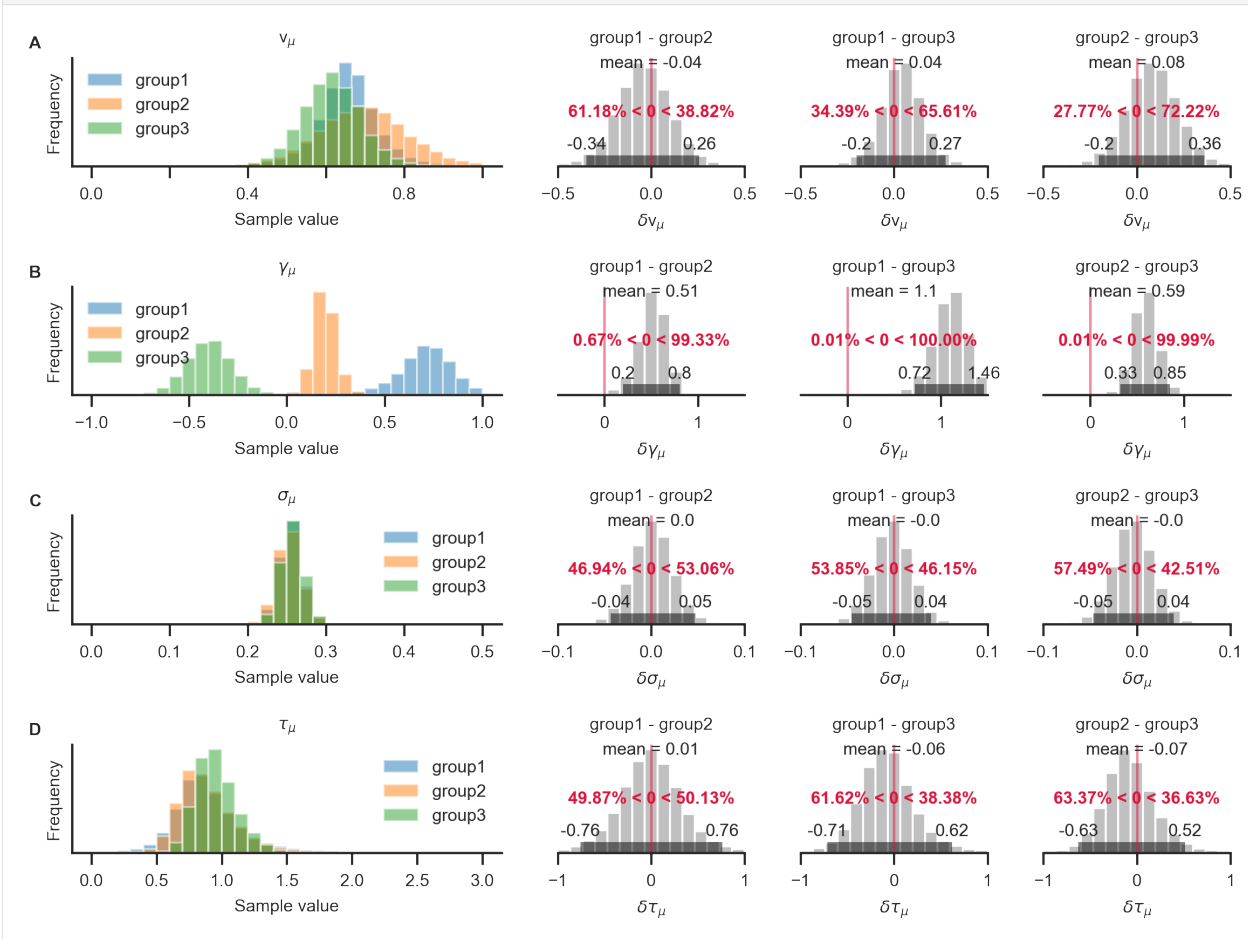 A
vμ
group1 - group2
group1 - group3
group2 - group3
mean = -0.04
mean = 0.04
mean = 0.08
Frequency
group1
group2
group3
61.18% < 0 < 38.82%
34.39% < 0 < 65.61%
27.77% < 0 < 72.22%
-0.34
0.26
-0.2
0.27
-0.2
0.36
0.0
0.4
0.8
−0.5
0.0
0.5
−0.5
0.0
0.5
−0.5
0.0
0.5
Sample value
δvμ
δvμ
δvμ
B
γμ
group1 - group2
group1 - group3
group2 - group3
mean = 0.51
mean = 1.1
mean = 0.59
Frequency
group1
group2
group3
0.67% < 0 < 99.33%
0.01% < 0 < 100.00%
0.01% < 0 < 99.99%
0.2
0.8
0.72
1.46
0.33
0.85
−1.0
−0.5
0.0
0.5
1.0
0
1
0
1
0
1
Sample value
δγμ
δγμ
δγμ
C
σμ
group1 - group2
group1 - group3
group2 - group3
mean = 0.0
mean = -0.0
mean = -0.0
Frequency
group1
group2
group3
46.94% < 0 < 53.06%
53.85% < 0 < 46.15%
57.49% < 0 < 42.51%
-0.04
0.05
-0.05
0.04
-0.05
0.04
0.0
0.1
0.2
0.3
0.4
0.5
−0.1
0.0
0.1
−0.1
0.0
0.1
−0.1
0.0
0.1
Sample value
δσμ
δσμ
δσμ
D
τμ
group1 - group2
group1 - group3
group2 - group3
mean = 0.01
mean = -0.06
mean = -0.07
Frequency
group1
group2
group3
49.87% < 0 < 50.13%
61.62% < 0 < 38.38%
63.37% < 0 < 36.63%
-0.76
0.76
-0.71
0.62
-0.63
0.52
0.0
0.5
1.0
1.5
2.0
2.5
3.0
−1
0
1
−1
0
1
−1
0
1
Sample value
δτμ
δτμ
δτμ